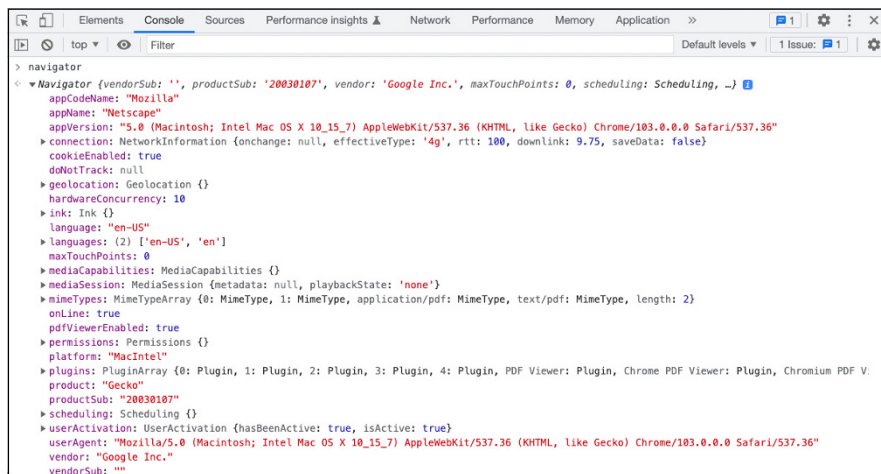 Elements Console Sources Performance insights Network Performance Memory Application » 1
top ▼ Filter Default levels ▼ 1 Issue: 1
> navigator
Navigator {vendorSub: '', productSub: '20030107', vendor: 'Google Inc.', maxTouchPoints: 0, scheduling: Scheduling, …}
appCodeName: "Mozilla"
appName: "Netscape"
appVersion: "5.0 (Macintosh; Intel Mac OS X 10_15_7) AppleWebKit/537.36 (KHTML, like Gecko) Chrome/103.0.0.0 Safari/537.36"
connection: NetworkInformation {onchange: null, effectiveType: '4g', rtt: 100, downlink: 9.75, saveData: false}
cookieEnabled: true
doNotTrack: null
geolocation: Geolocation {}
hardwareConcurrency: 10
ink: Ink {}
language: "en-US"
languages: (2) ['en-US', 'en']
maxTouchPoints: 0
mediaCapabilities: MediaCapabilities {}
mediaSession: MediaSession {metadata: null, playbackState: 'none'}
mimeTypes: MimeTypeArray {0: MimeType, 1: MimeType, application/pdf: MimeType, text/pdf: MimeType, length: 2}
onLine: true
pdfViewerEnabled: true
permissions: Permissions {}
platform: "MacIntel"
plugins: PluginArray {0: Plugin, 1: Plugin, 2: Plugin, 3: Plugin, 4: Plugin, PDF Viewer: Plugin, Chrome PDF Viewer: Plugin, Chromium PDF V
product: "Gecko"
productSub: "20030107"
scheduling: Scheduling {}
userActivation: UserActivation {hasBeenActive: true, isActive: true}
userAgent: "Mozilla/5.0 (Macintosh; Intel Mac OS X 10_15_7) AppleWebKit/537.36 (KHTML, like Gecko) Chrome/103.0.0.0 Safari/537.36"
vendor: "Google Inc."
vendorSub: ""